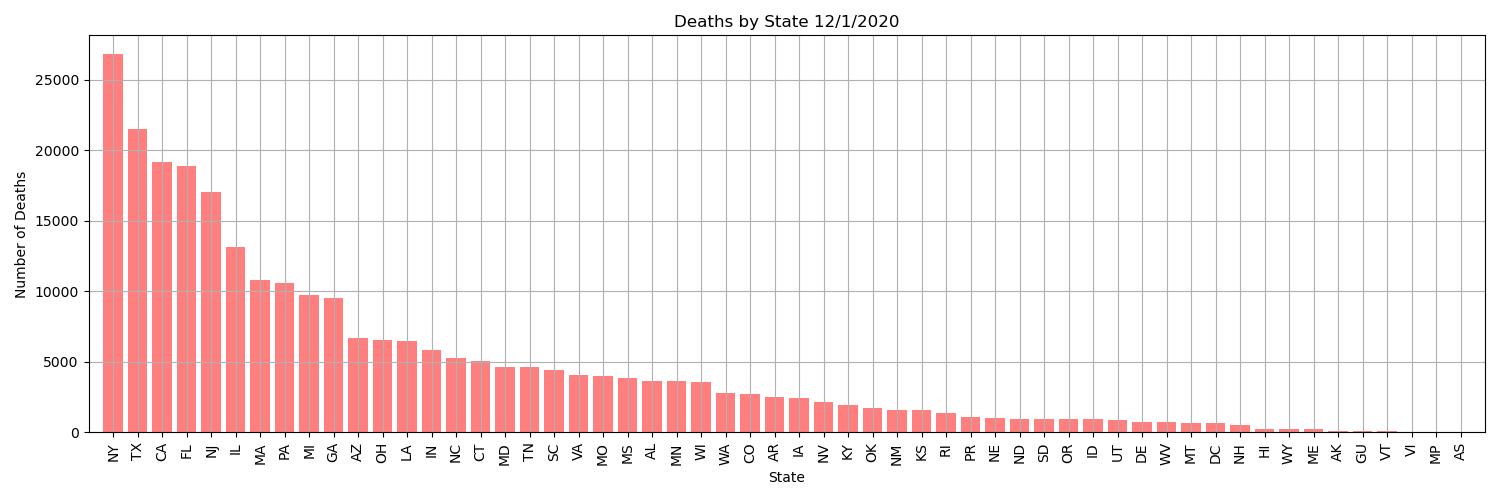 Deaths by State 12/1/2020
Number of Deaths
25000
20000
15000
10000
5000
0
NY TX CA FL NJ IL MA PA MI GA AZ OH LA IN NC CT MD TN SC VA MO MS AL MN WI WA CO AR IA NV KY OK NM KS RI PR NE ND SD OR ID UT DE WV MT DC NH HI WY ME AK GU VT VI MP AS
State